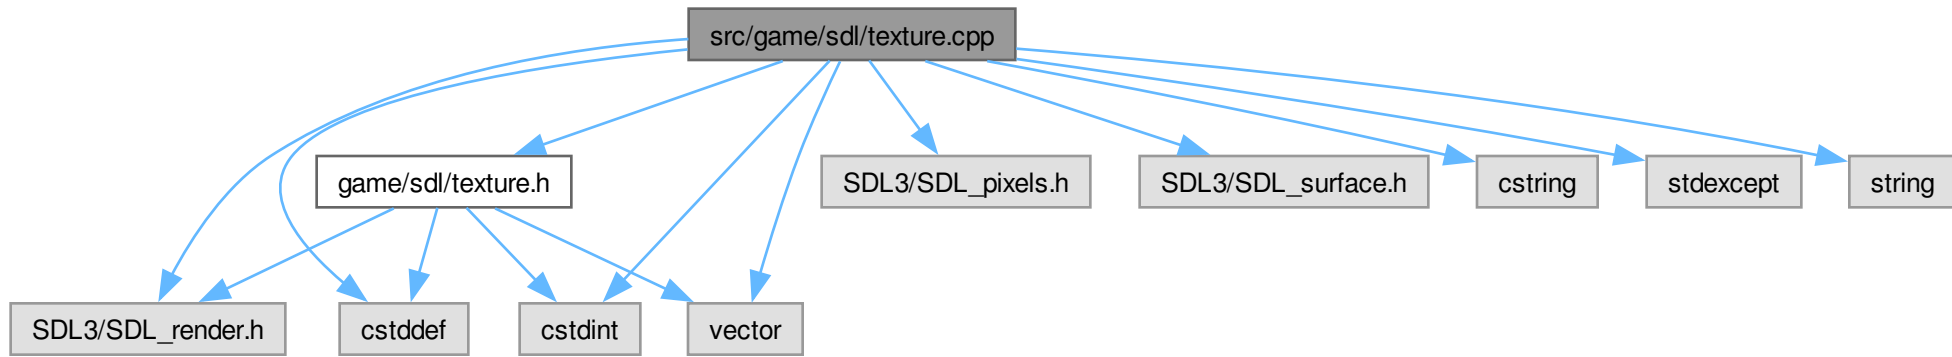 src/game/sdl/texture.cpp
game/sdl/texture.h
SDL3/SDL_pixels.h
SDL3/SDL_surface.h
cstring
stdexcept
string
SDL3/SDL_render.h
cstddef
cstdint
vector